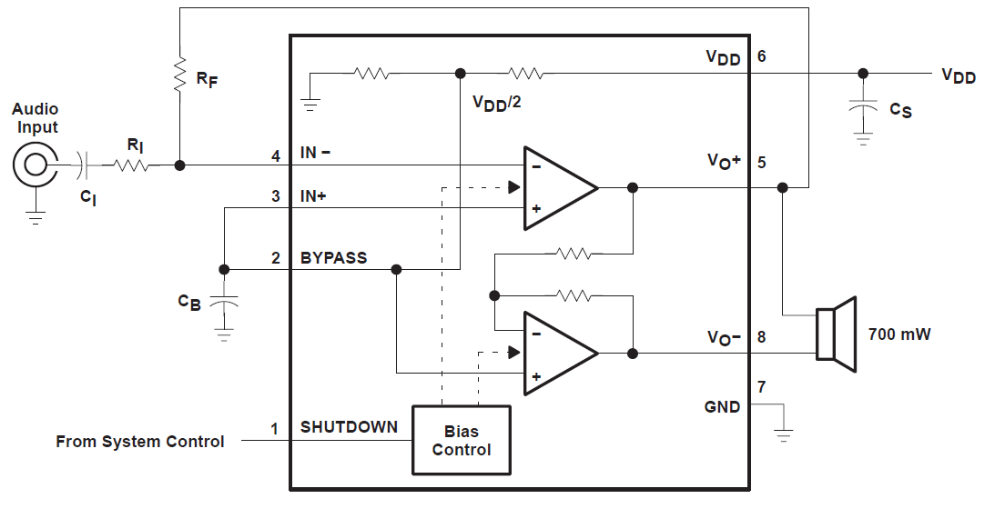 VDD 6
RF
VDD
VDD/2
CS
Audio
Input
RI
4 IN −
VO+ 5
CI
3 IN+
2 BYPASS
CB
−
+
−
+
VO− 8
700 mW
7
GND
1 SHUTDOWN
From System Control
Bias
Control